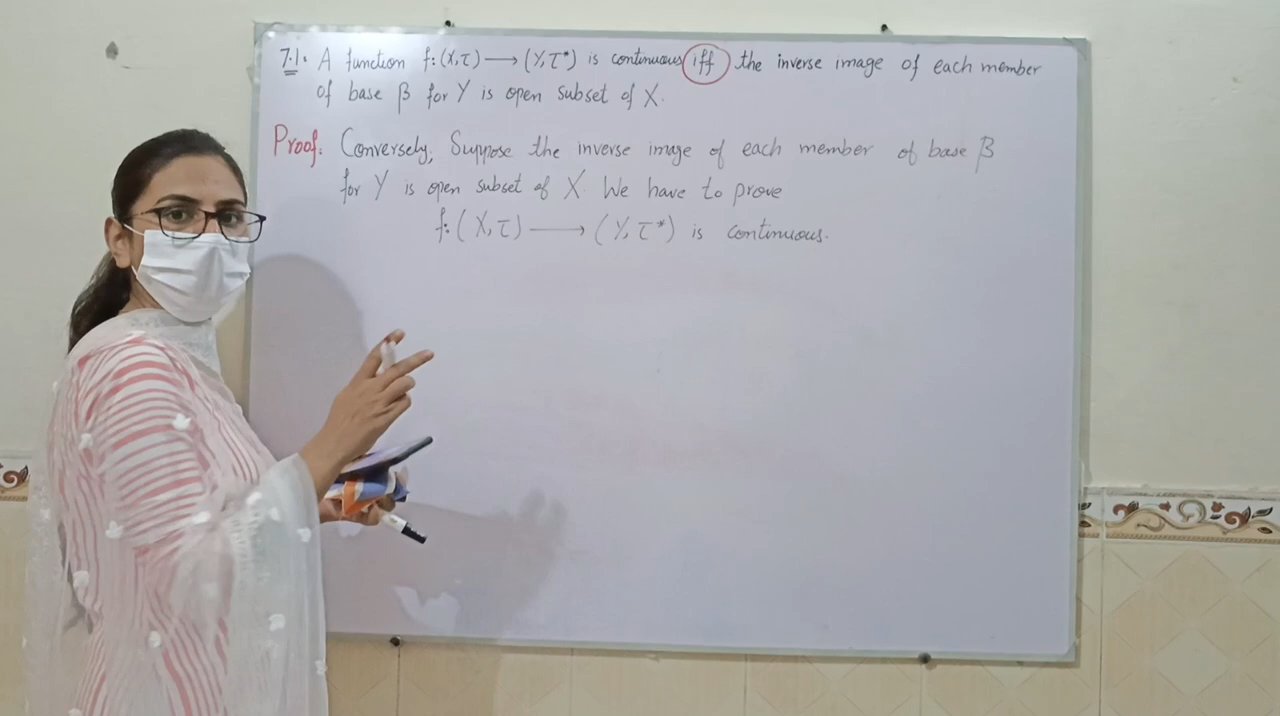 7.1. A function f: (X,τ) ⟶ (Y,τ*) is continuous iff the inverse image of each member
of base β for Y is open subset of X.
Proof: Conversely, Suppose the inverse image of each member of base β
for Y is open subset of X. We have to prove
f: (X,τ) ⟶ (Y,τ*) is continuous.